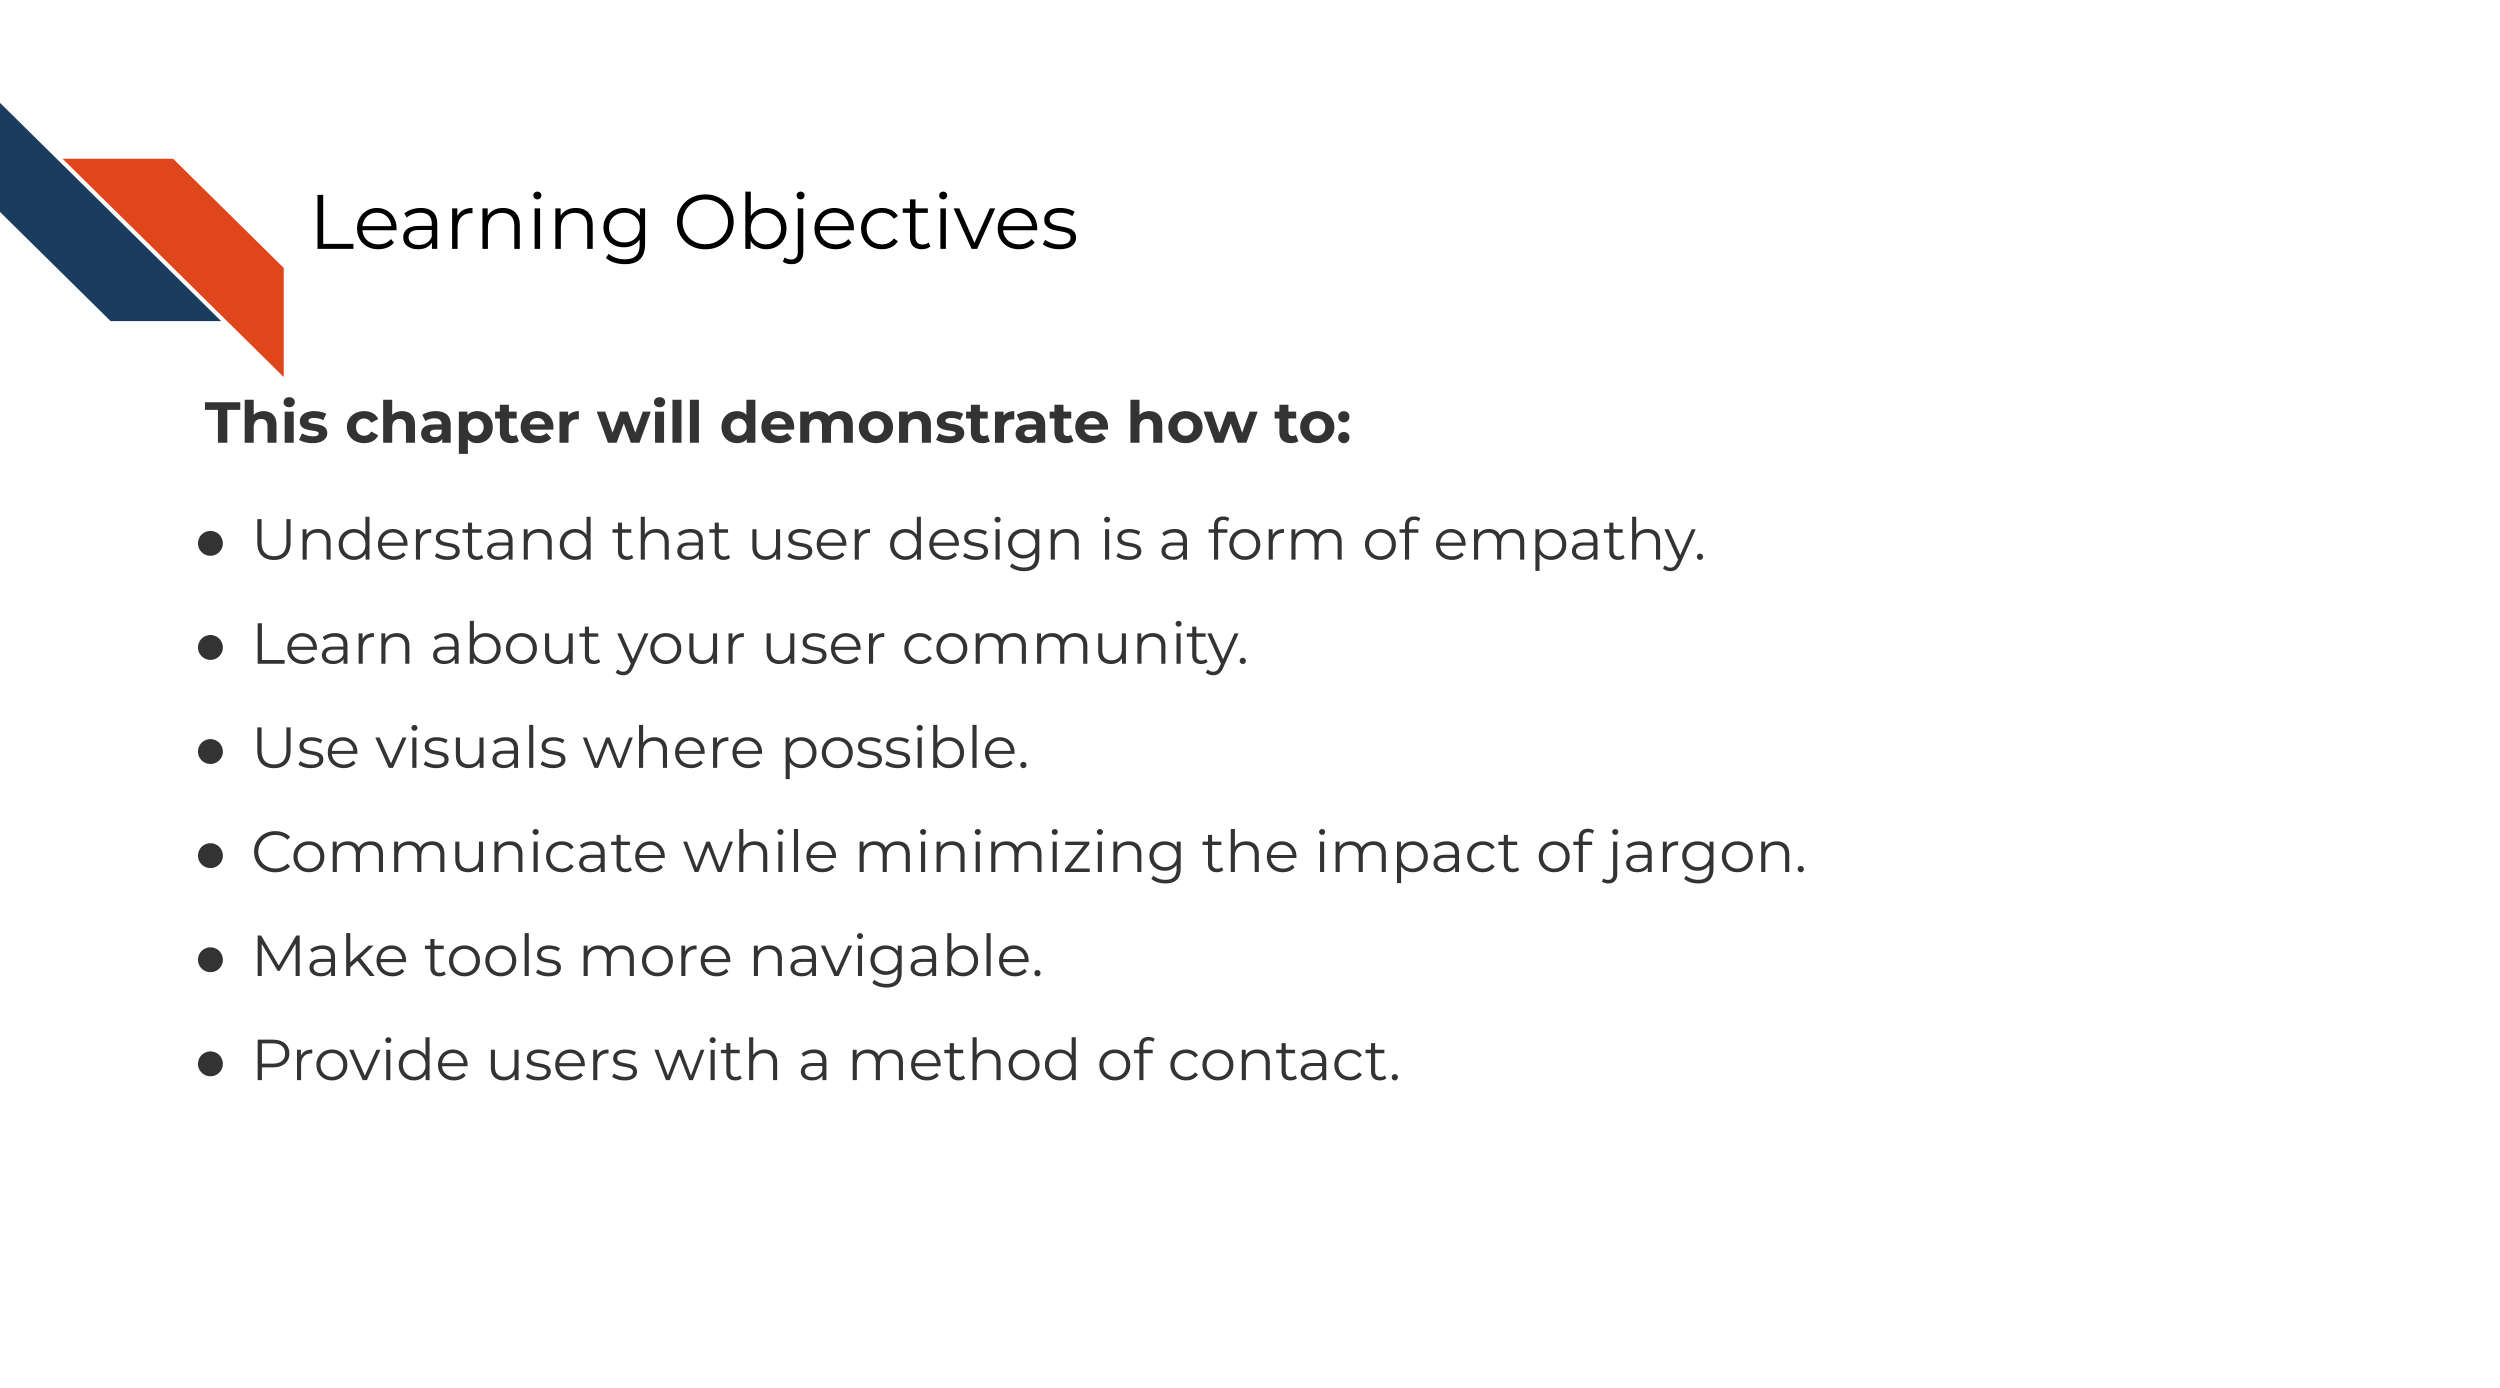 Learning Objectives
This chapter will demonstrate how to:
● Understand that user design is a form of empathy.
● Learn about your user community.
● Use visuals where possible.
● Communicate while minimizing the impact of jargon.
● Make tools more navigable.
● Provide users with a method of contact.